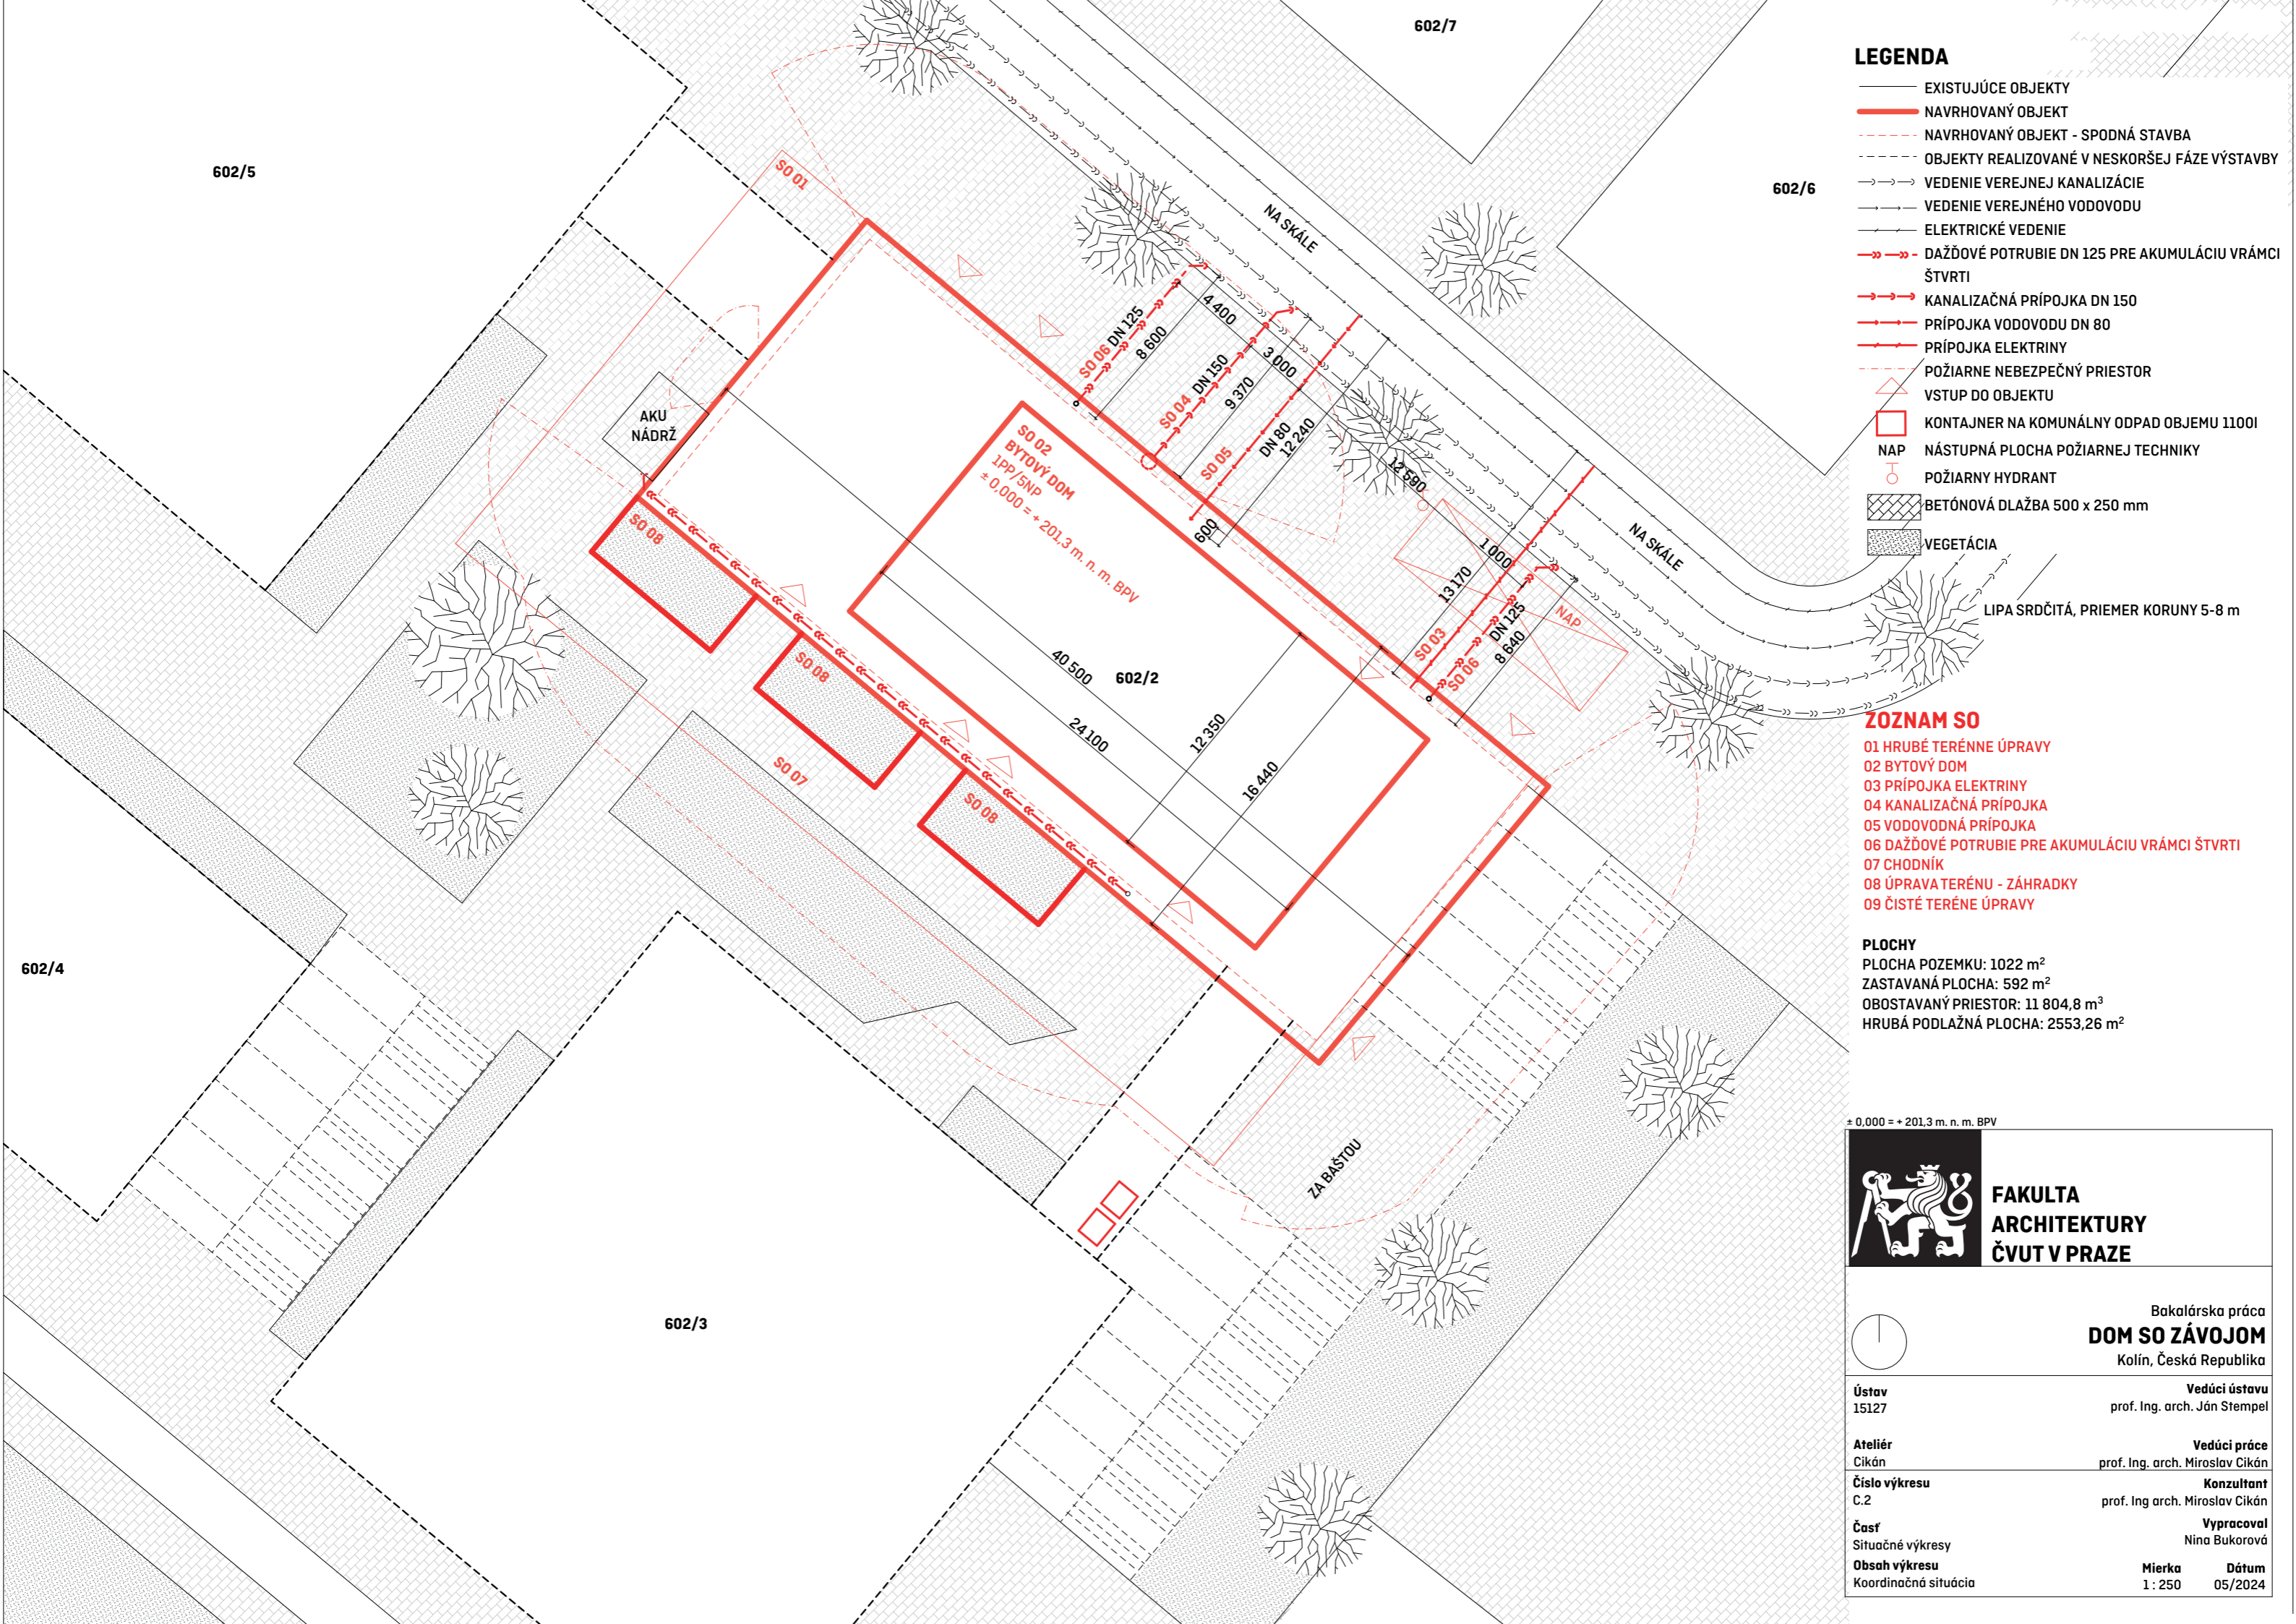 602/7
602/5
602/6
602/4
602/3
602/2
SO 01
NA SKÁLE
NA SKÁLE
SO 06 DN 125
8 600
4 400
SO 04 DN 150
9 370
3 000
SO 05
DN 80
12 240
600
12 590
1 000
13 170
SO 03
SO 06
DN 125
8 640
NAP
AKU
NÁDRŽ
SO 02
BYTOVÝ DOM
1PP/5NP
± 0,000 = + 201,3 m. n. m. BPV
SO 08
SO 08
SO 08
SO 07
40 500
24 100
12 350
16 440
ZA BAŠTOU
LEGENDA
EXISTUJÚCE OBJEKTY
NAVRHOVANÝ OBJEKT
NAVRHOVANÝ OBJEKT - SPODNÁ STAVBA
OBJEKTY REALIZOVANÉ V NESKORŠEJ FÁZE VÝSTAVBY
VEDENIE VEREJNEJ KANALIZÁCIE
VEDENIE VEREJNÉHO VODOVODU
ELEKTRICKÉ VEDENIE
DAŽĎOVÉ POTRUBIE DN 125 PRE AKUMULÁCIU VRÁMCI
ŠTVRTI
KANALIZAČNÁ PRÍPOJKA DN 150
PRÍPOJKA VODOVODU DN 80
PRÍPOJKA ELEKTRINY
POŽIARNE NEBEZPEČNÝ PRIESTOR
VSTUP DO OBJEKTU
KONTAJNER NA KOMUNÁLNY ODPAD OBJEMU 1100l
NAP NÁSTUPNÁ PLOCHA POŽIARNEJ TECHNIKY
POŽIARNY HYDRANT
BETÓNOVÁ DLAŽBA 500 x 250 mm
VEGETÁCIA
LIPA SRDČITÁ, PRIEMER KORUNY 5-8 m
ZOZNAM SO
01 HRUBÉ TERÉNNE ÚPRAVY
02 BYTOVÝ DOM
03 PRÍPOJKA ELEKTRINY
04 KANALIZAČNÁ PRÍPOJKA
05 VODOVODNÁ PRÍPOJKA
06 DAŽĎOVÉ POTRUBIE PRE AKUMULÁCIU VRÁMCI ŠTVRTI
07 CHODNÍK
08 ÚPRAVA TERÉNU - ZÁHRADKY
09 ČISTÉ TERÉNE ÚPRAVY
PLOCHY
PLOCHA POZEMKU: 1022 m²
ZASTAVANÁ PLOCHA: 592 m²
OBOSTAVANÝ PRIESTOR: 11 804,8 m³
HRUBÁ PODLAŽNÁ PLOCHA: 2553,26 m²
± 0,000 = + 201,3 m. n. m. BPV
FAKULTA
ARCHITEKTURY
ČVUT V PRAZE
Bakalárska práca
DOM SO ZÁVOJOM
Kolín, Česká Republika
Ústav Vedúci ústavu
15127 prof. Ing. arch. Ján Stempel
Ateliér Vedúci práce
Cikán prof. Ing. arch. Miroslav Cikán
Číslo výkresu Konzultant
C.2 prof. Ing arch. Miroslav Cikán
Časť Vypracoval
Situačné výkresy Nina Bukorová
Obsah výkresu Mierka Dátum
Koordinačná situácia 1 : 250 05/2024